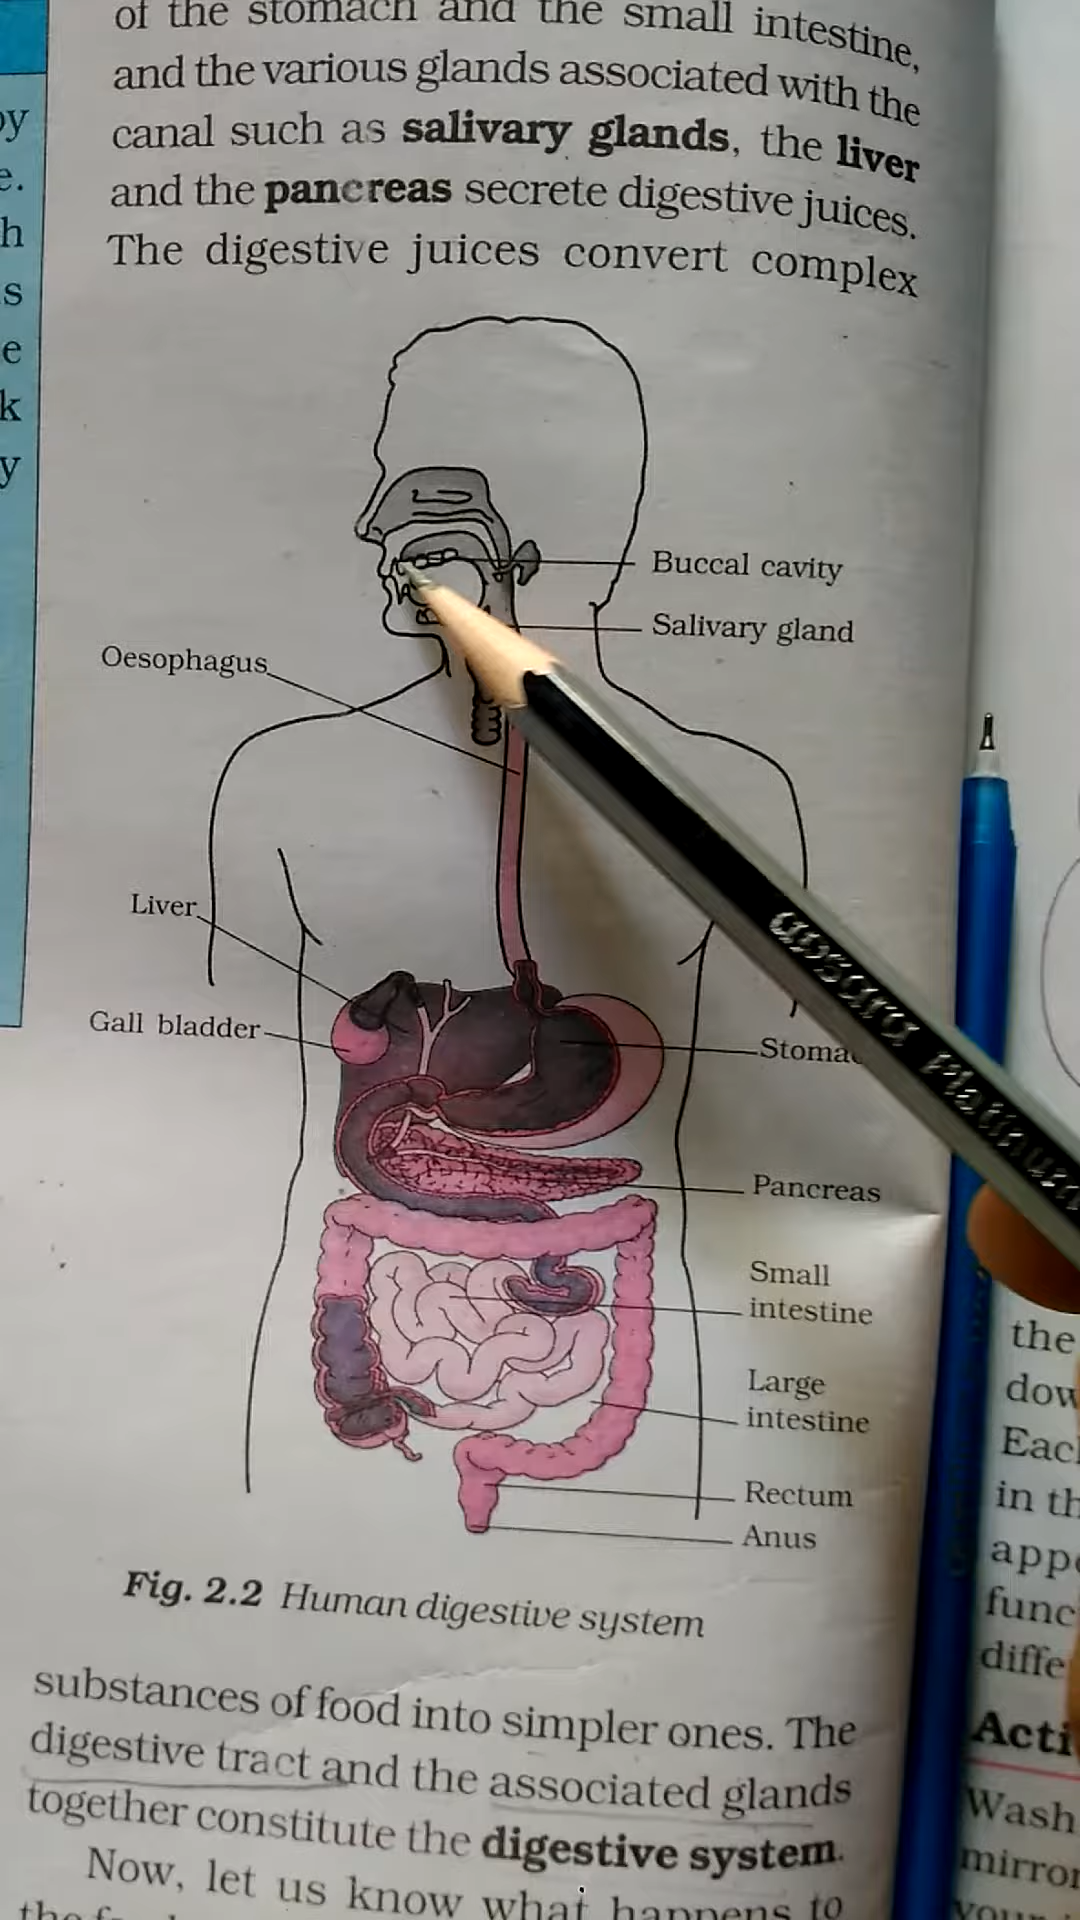 of the stomach and the small intestine,
and the various glands associated with the
canal such as salivary glands, the liver
and the pancreas secrete digestive juices.
The digestive juices convert complex
Buccal cavity
Salivary gland
Oesophagus
Liver
Gall bladder
Pancreas
Small
intestine
Large
intestine
Rectum
Anus
Fig. 2.2 Human digestive system
substances of food into simpler ones. The
digestive tract and the associated glands
together constitute the digestive system.
Now, let us know what happens to
apsara Platinum
the
in
Wash